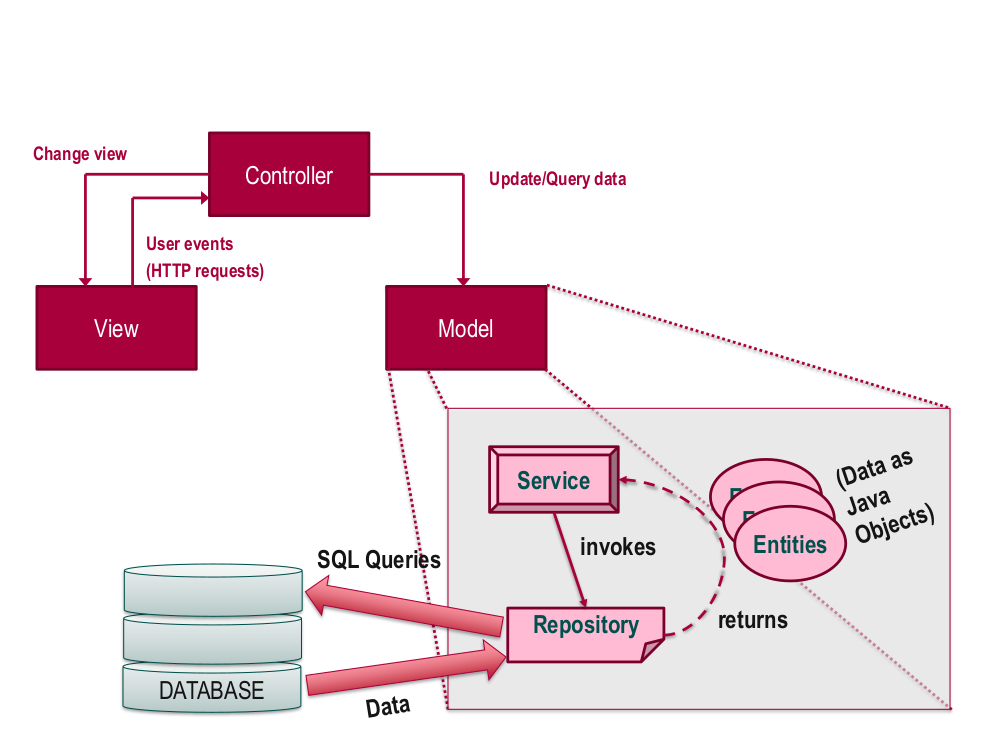 Change view
Controller
Update/Query data
User events
(HTTP requests)
View
Model
Service
(Data as
Java
Objects)
Entities
invokes
SQL Queries
Repository
returns
DATABASE
Data